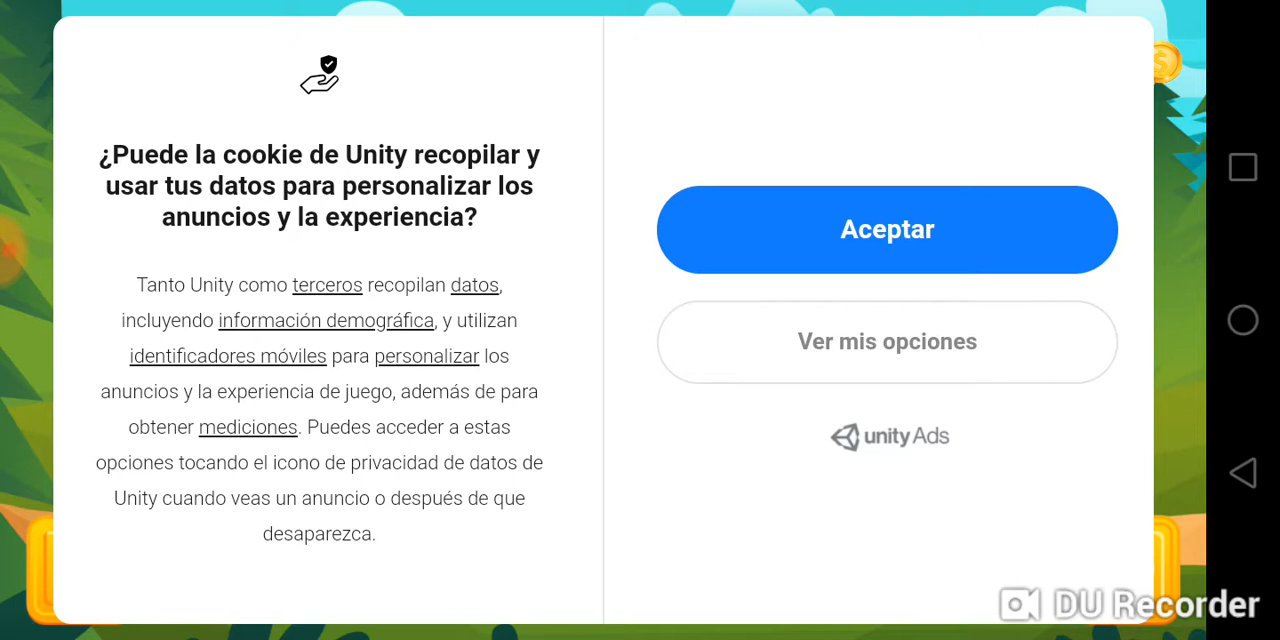 ¿Puede la cookie de Unity recopilar y
usar tus datos para personalizar los
anuncios y la experiencia?
Tanto Unity como terceros recopilan datos,
incluyendo información demográfica, y utilizan
identificadores móviles para personalizar los
anuncios y la experiencia de juego, además de para
obtener mediciones. Puedes acceder a estas
opciones tocando el icono de privacidad de datos de
Unity cuando veas un anuncio o después de que
desaparezca.
Aceptar
Ver mis opciones
unity Ads
DU Recorder